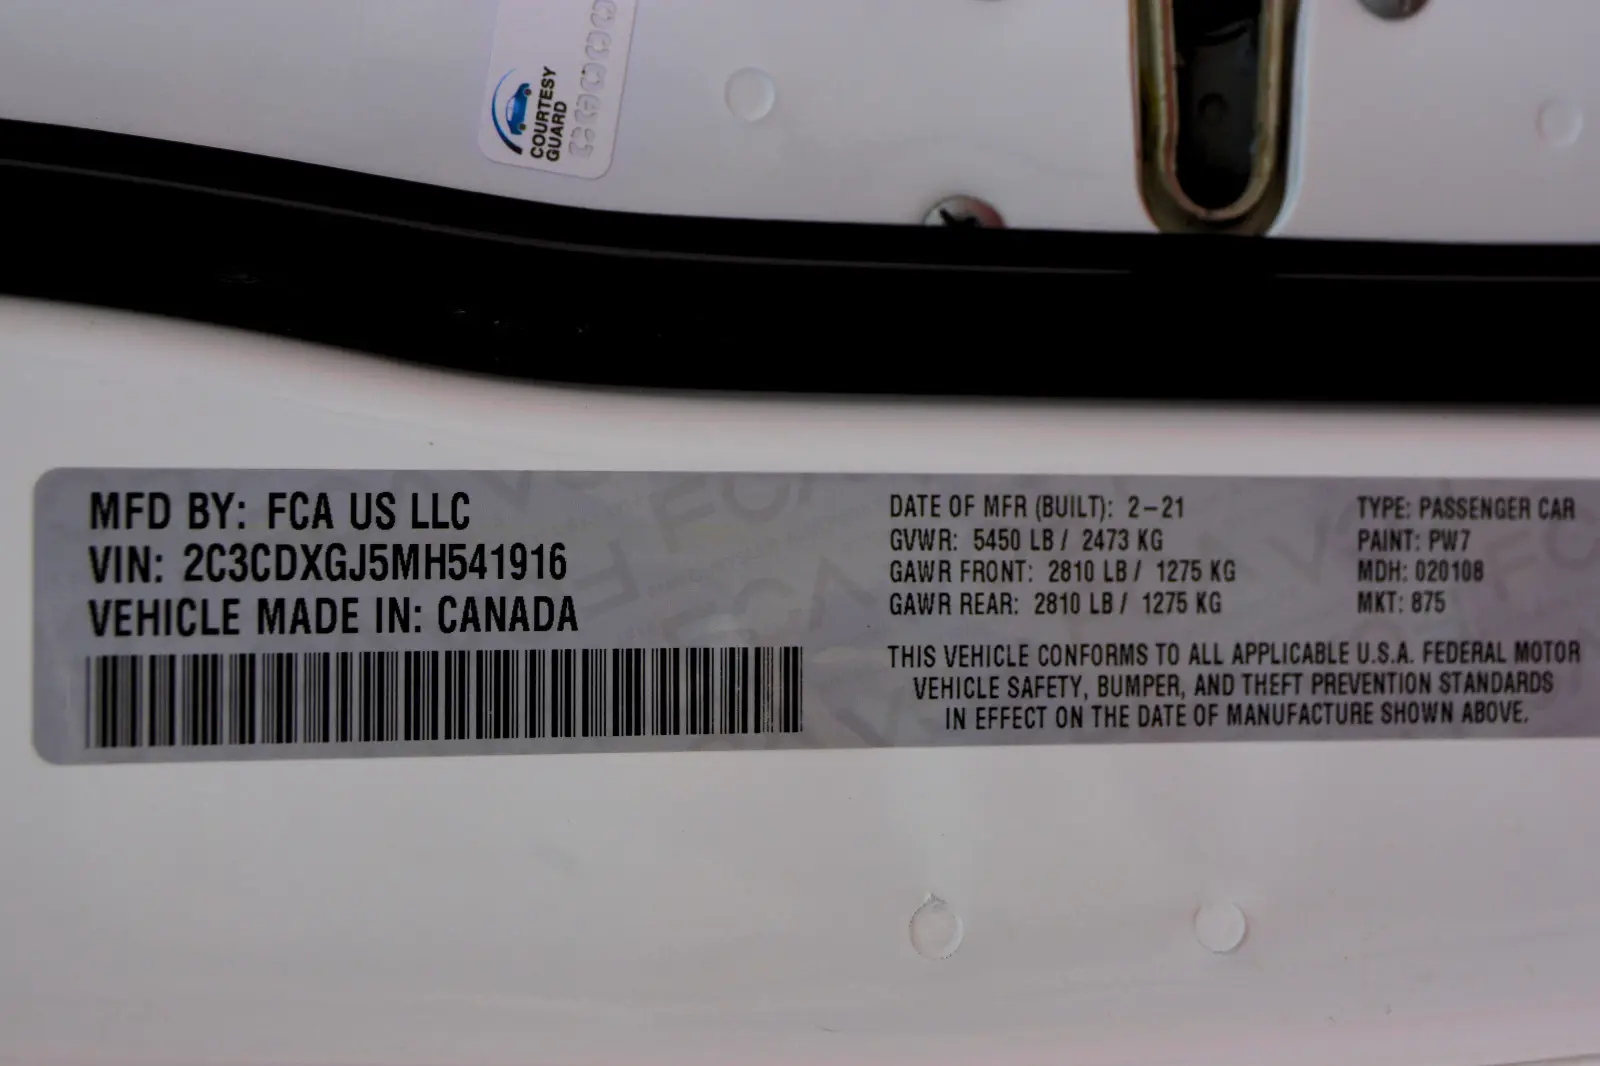 COURTESY
GUARD
MFD BY: FCA US LLC
VIN: 2C3CDXGJ5MH541916
VEHICLE MADE IN: CANADA
DATE OF MFR (BUILT): 2-21
GVWR: 5450 LB / 2473 KG
GAWR FRONT: 2810 LB / 1275 KG
GAWR REAR: 2810 LB / 1275 KG
TYPE: PASSENGER CAR
PAINT: PW7
MDH: 020108
MKT: 875
THIS VEHICLE CONFORMS TO ALL APPLICABLE U.S.A. FEDERAL MOTOR
VEHICLE SAFETY, BUMPER, AND THEFT PREVENTION STANDARDS
IN EFFECT ON THE DATE OF MANUFACTURE SHOWN ABOVE.